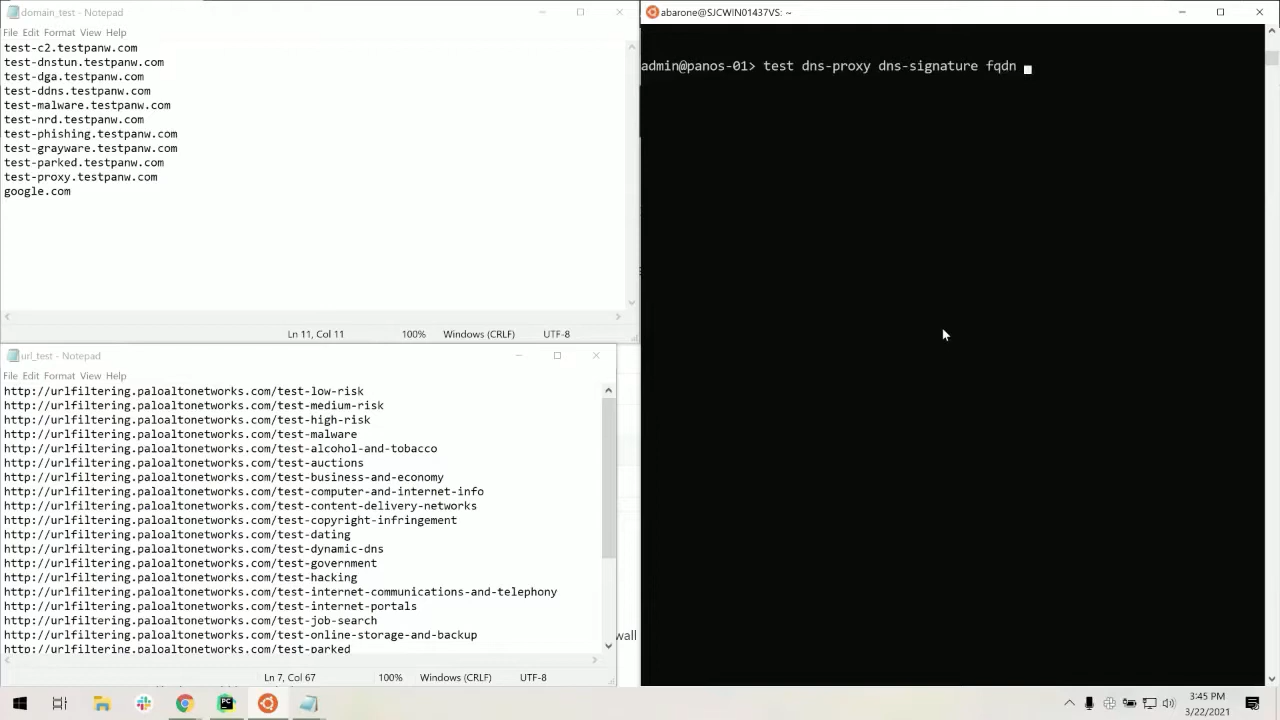 domain_test - Notepad
File Edit Format View Help
test-c2.testpanw.com
test-dnstun.testpanw.com
test-dga.testpanw.com
test-ddns.testpanw.com
test-malware.testpanw.com
test-nrd.testpanw.com
test-phishing.testpanw.com
test-grayware.testpanw.com
test-parked.testpanw.com
test-proxy.testpanw.com
google.com
Ln 11, Col 11 100% Windows (CRLF) UTF-8
url_test - Notepad
File Edit Format View Help
http://urlfiltering.paloaltonetworks.com/test-low-risk
http://urlfiltering.paloaltonetworks.com/test-medium-risk
http://urlfiltering.paloaltonetworks.com/test-high-risk
http://urlfiltering.paloaltonetworks.com/test-malware
http://urlfiltering.paloaltonetworks.com/test-alcohol-and-tobacco
http://urlfiltering.paloaltonetworks.com/test-auctions
http://urlfiltering.paloaltonetworks.com/test-business-and-economy
http://urlfiltering.paloaltonetworks.com/test-computer-and-internet-info
http://urlfiltering.paloaltonetworks.com/test-content-delivery-networks
http://urlfiltering.paloaltonetworks.com/test-copyright-infringement
http://urlfiltering.paloaltonetworks.com/test-dating
http://urlfiltering.paloaltonetworks.com/test-dynamic-dns
http://urlfiltering.paloaltonetworks.com/test-government
http://urlfiltering.paloaltonetworks.com/test-hacking
http://urlfiltering.paloaltonetworks.com/test-internet-communications-and-telephony
http://urlfiltering.paloaltonetworks.com/test-internet-portals
http://urlfiltering.paloaltonetworks.com/test-job-search
http://urlfiltering.paloaltonetworks.com/test-online-storage-and-backup
http://urlfiltering.paloaltonetworks.com/test-parked
Ln 7, Col 67 100% Windows (CRLF) UTF-8
wall
abarone@SJCWIN01437VS: ~
admin@panos-01> test dns-proxy dns-signature fqdn
3:45 PM
3/22/2021